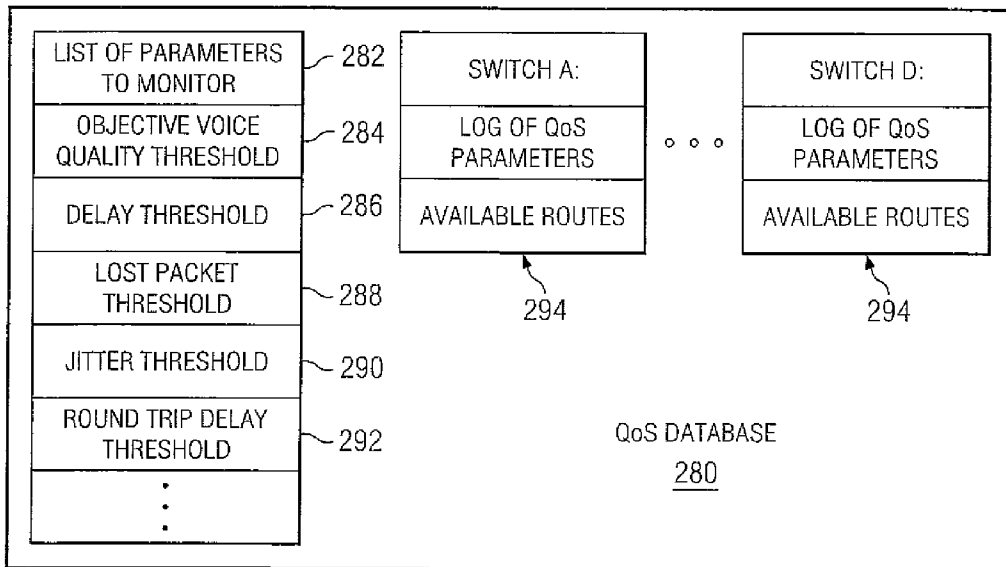 LIST OF PARAMETERS
TO MONITOR
282
OBJECTIVE VOICE
QUALITY THRESHOLD
284
DELAY THRESHOLD
286
LOST PACKET
THRESHOLD
288
JITTER THRESHOLD
290
ROUND TRIP DELAY
THRESHOLD
292
SWITCH A:
LOG OF QoS
PARAMETERS
AVAILABLE ROUTES
294
SWITCH D:
LOG OF QoS
PARAMETERS
AVAILABLE ROUTES
294
QoS DATABASE
280